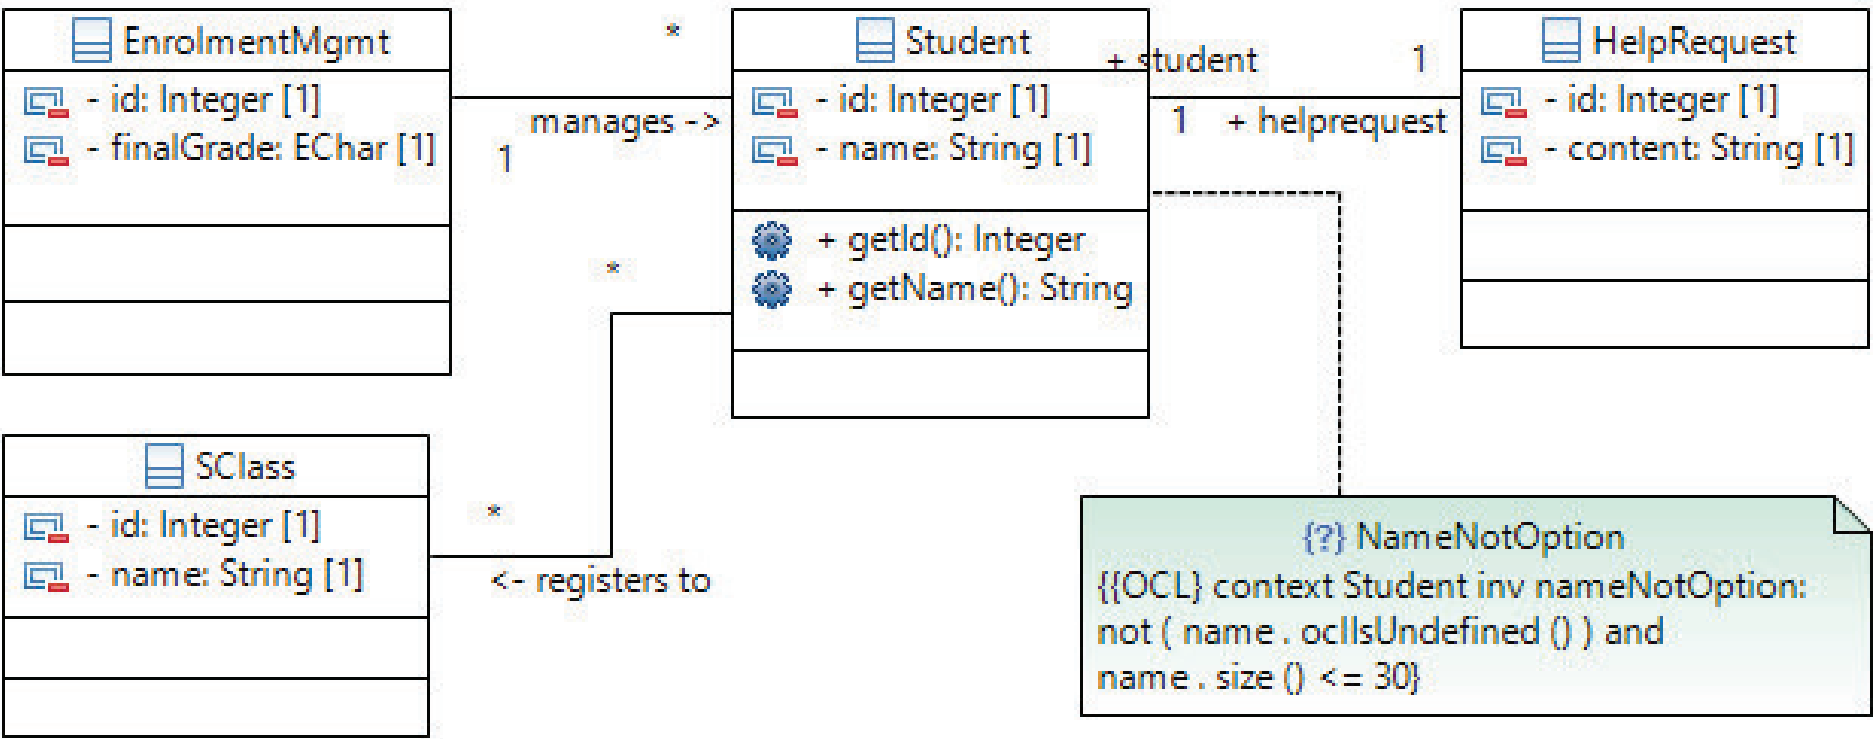 EnrolmentMgmt
- id: Integer [1]
- finalGrade: EChar [1]
*
manages ->
1
Student
- id: Integer [1]
- name: String [1]
+ getId(): Integer
+ getName(): String
+ student
1
1
+ helprequest
HelpRequest
- id: Integer [1]
- content: String [1]
*
SClass
- id: Integer [1]
- name: String [1]
*
<- registers to
{?} NameNotOption
{{OCL} context Student inv nameNotOption:
not ( name . ocIIsUndefined () ) and
name . size () <= 30}